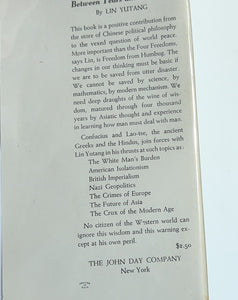 Between Tears a
By LIN YUTANG
This book is a positive contribution from
the store of Chinese political philosophy
to the vexed question of world peace.
More important than the Four Freedoms,
says Lin, is Freedom from Humbug. The
changes in our thinking must be basic if
we are to be saved from utter disaster.
We cannot be saved by science, by
mathematics, by modern mechanism. We
need deep draughts of the wine of wis-
dom, matured through four thousand
years by Asiatic thought and experience
in learning how man must deal with man.
Confucius and Lao-tse, the ancient
Greeks and the Hindus, join forces with
Lin Yutang in his thrusts at such topics as:
The White Man's Burden
American Isolationism
British Imperialism
Nazi Geopolitics
The Crimes of Europe
The Future of Asia
The Crux of the Modern Age
No citizen of the Western world can
ignore this wisdom and this warning ex-
cept at his own peril.
$2.50
THE JOHN DAY COMPANY
New York